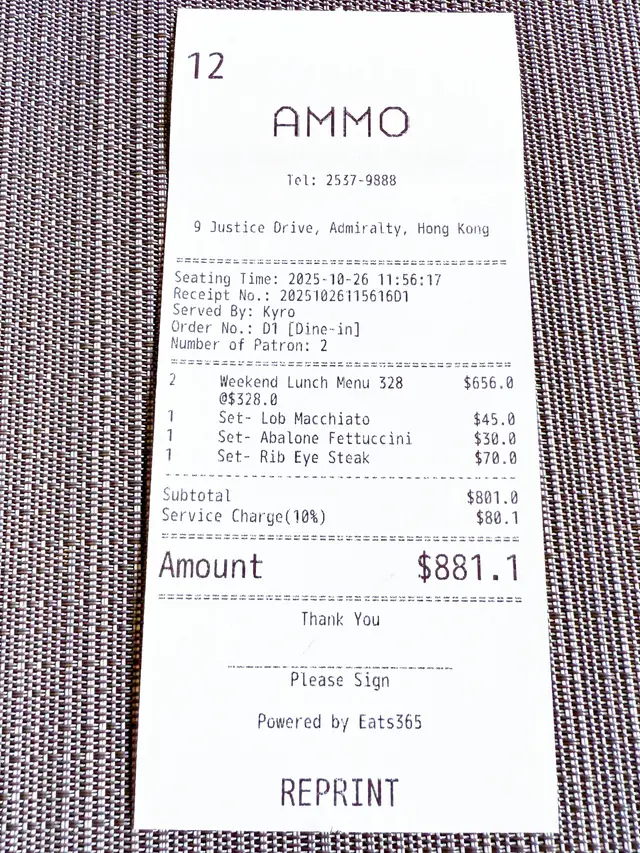 12
AMMO
Tel: 2537-9888
9 Justice Drive, Admiralty, Hong Kong
Seating Time: 2025-10-26 11:56:17
Receipt No.: 20251026115616D1
Served By: Kyro
Order No.: D1 [Dine-in]
Number of Patron: 2
2 Weekend Lunch Menu 328 $656.0
@$328.0
1 Set- Lob Macchiato $45.0
1 Set- Abalone Fettuccini $30.0
1 Set- Rib Eye Steak $70.0
Subtotal $801.0
Service Charge(10%) $80.1
Amount $881.1
Thank You
Please Sign
Powered by Eats365
REPRINT